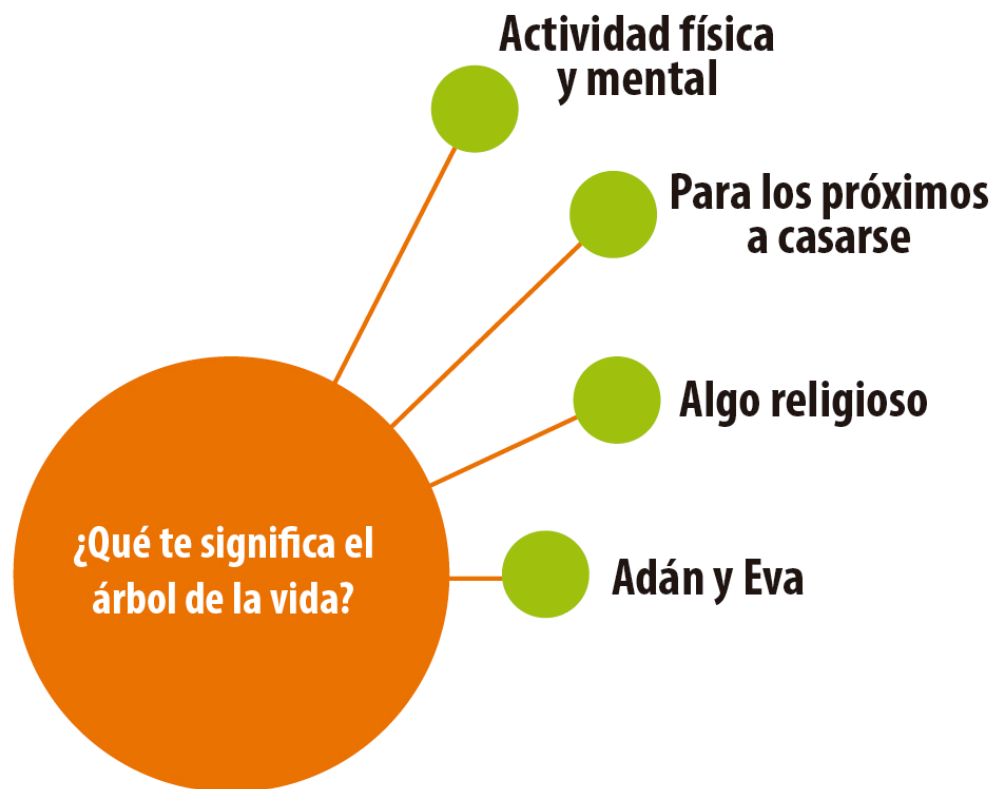 Actividad física
y mental
Para los próximos
a casarse
Algo religioso
¿Qué te significa el
árbol de la vida?
Adán y Eva